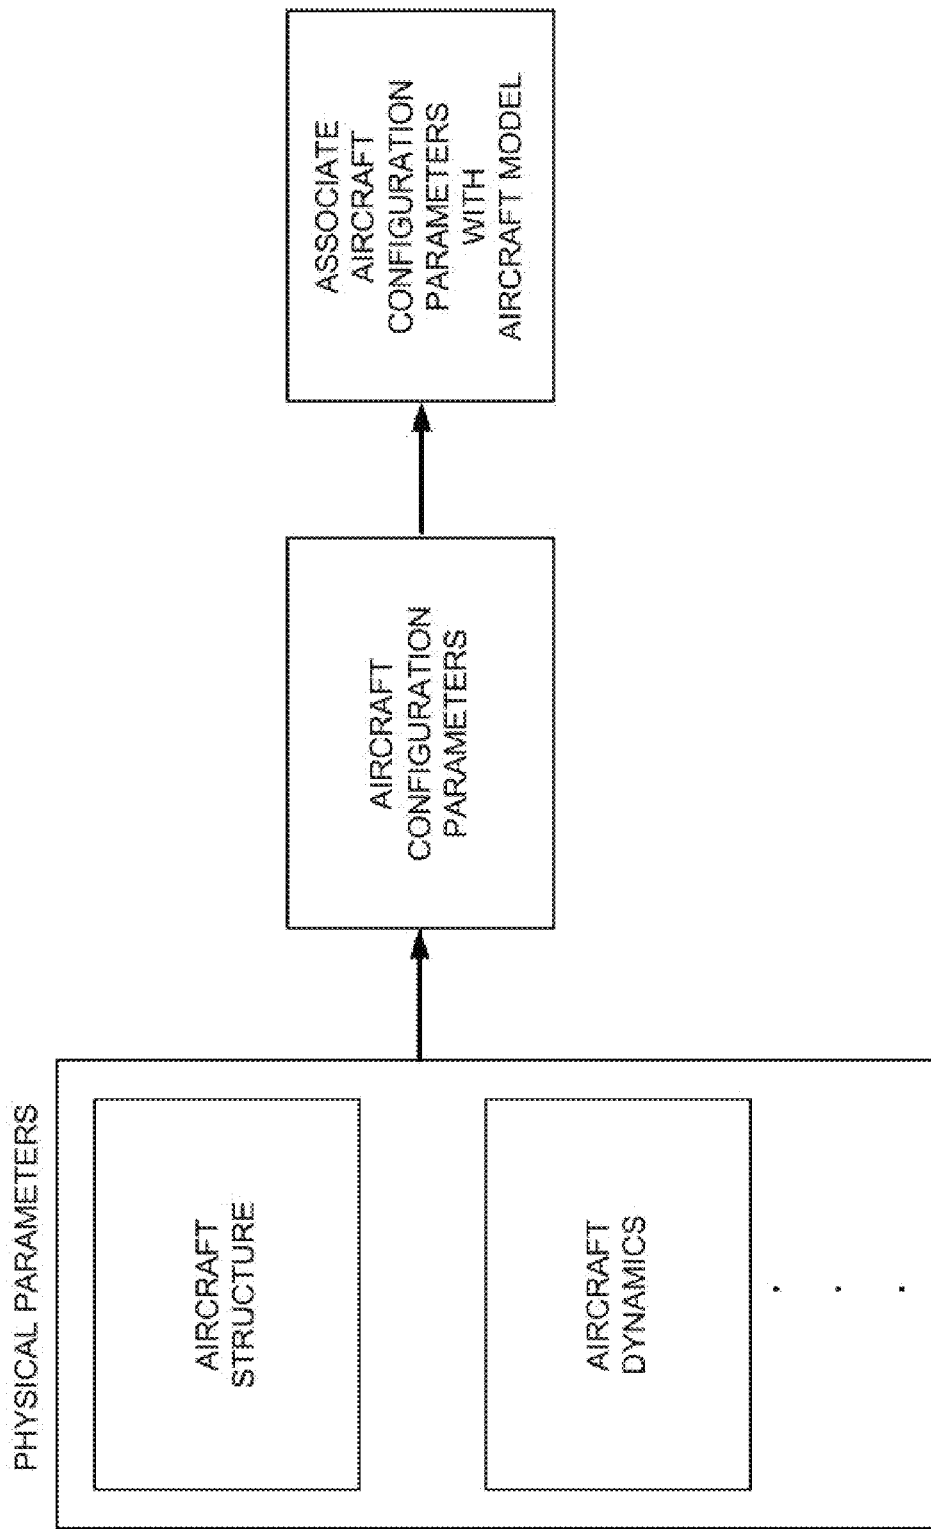 PHYSICAL PARAMETERS
AIRCRAFT
STRUCTURE
AIRCRAFT
DYNAMICS
AIRCRAFT
CONFIGURATION
PARAMETERS
ASSOCIATE
AIRCRAFT
CONFIGURATION
PARAMETERS
WITH
AIRCRAFT MODEL